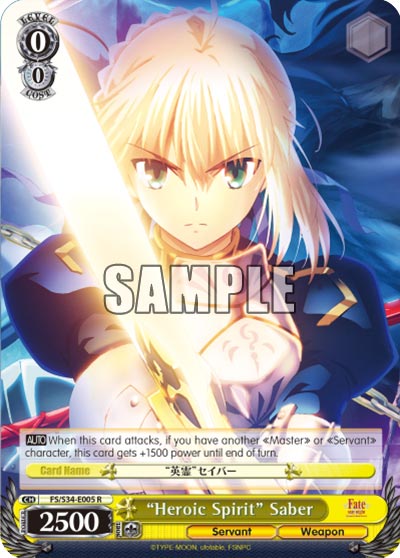 LEVEL
0
0
COST
SAMPLE
AUTO When this card attacks, if you have another «Master» or «Servant»
character, this card gets +1500 power until end of turn.
Card Name
"英霊"セイバー
CH FS/S34-E005 R
2500
"Heroic Spirit" Saber
Fate
Servant
Weapon
©TYPE-MOON, ufotable, FSNPC